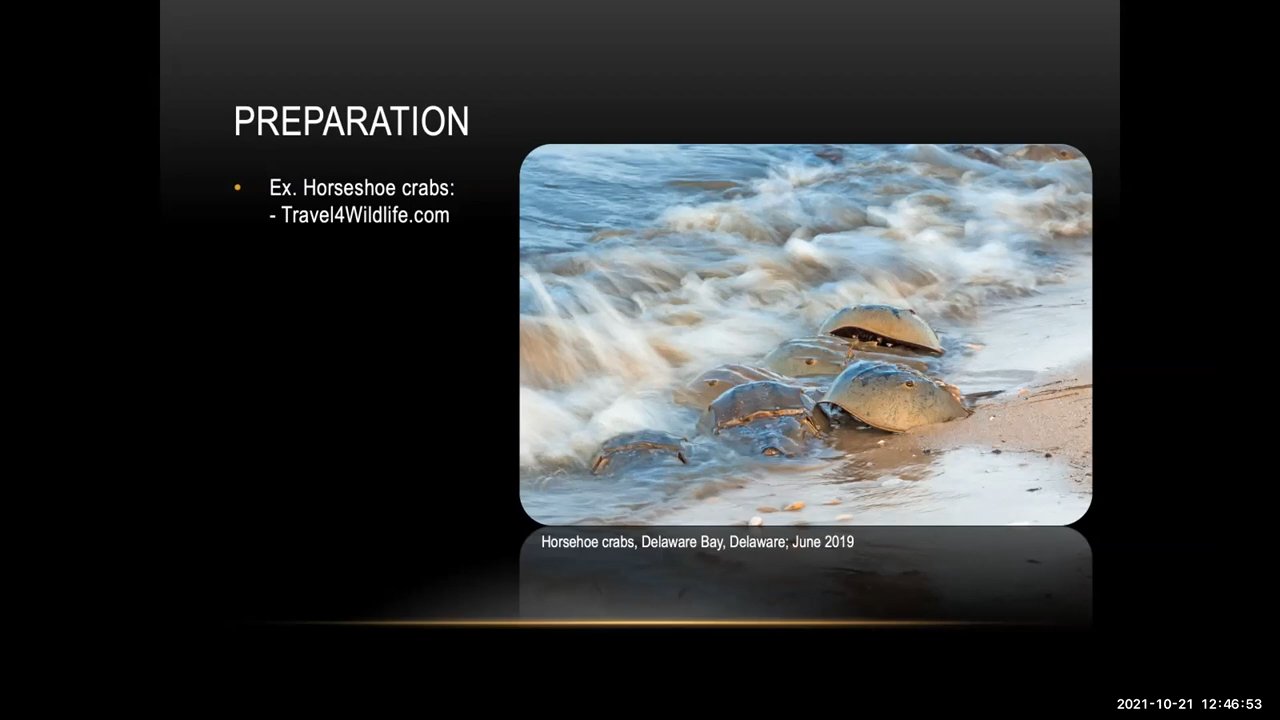 PREPARATION
• Ex. Horseshoe crabs:
- Travel4Wildlife.com
Horsehoe crabs, Delaware Bay, Delaware; June 2019
2021-10-21 12:46:53